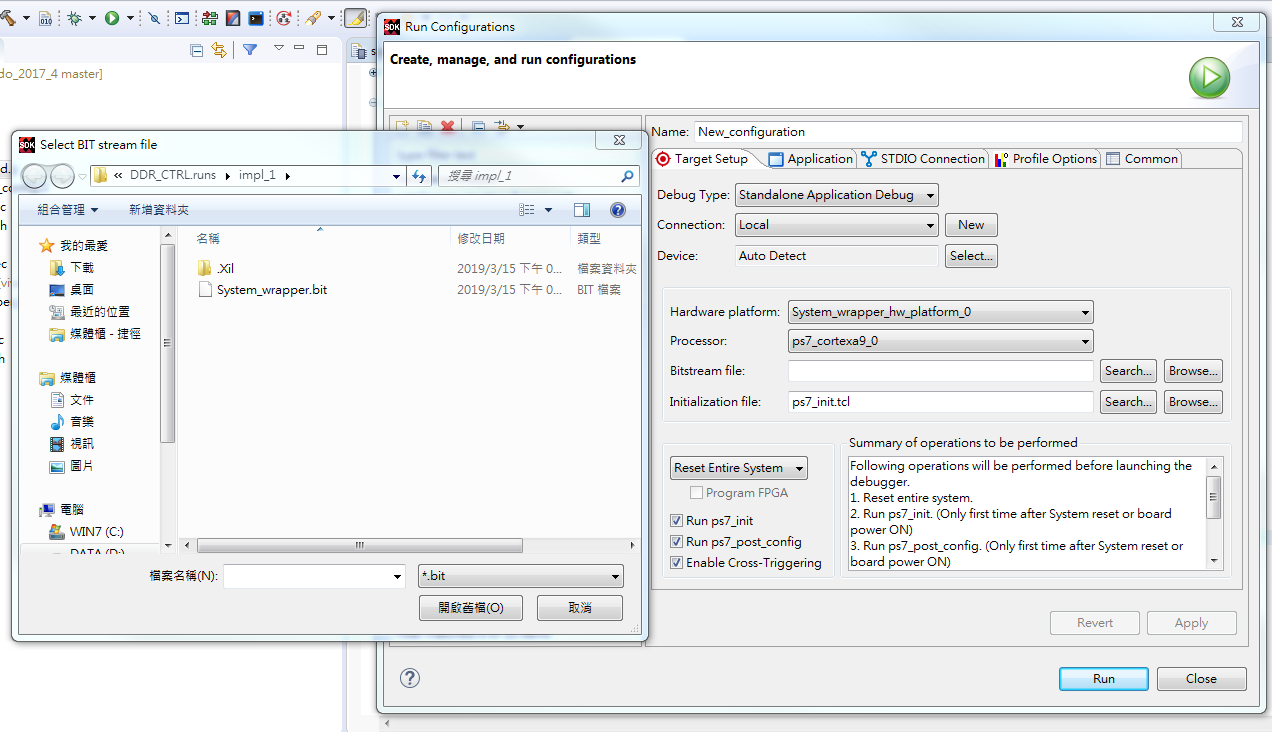 do_2017_4 master]
SDK Run Configurations
Create, manage, and run configurations
Name: New_configuration
Target Setup
Application
STDIO Connection
Profile Options
Common
Debug Type: Standalone Application Debug
Connection: Local New
Device: Auto Detect Select...
Hardware platform: System_wrapper_hw_platform_0
Processor: ps7_cortexa9_0
Bitstream file: Search... Browse...
Initialization file: ps7_init.tcl Search... Browse...
Reset Entire System
Program FPGA
Run ps7_init
Run ps7_post_config
Enable Cross-Triggering
Summary of operations to be performed
Following operations will be performed before launching the
debugger.
1. Reset entire system.
2. Run ps7_init. (Only first time after System reset or board
power ON)
3. Run ps7_post_config. (Only first time after System reset or
board power ON)
Revert Apply
Run Close
SDK Select BIT stream file
« DDR_CTRL.runs impl_1
搜尋 impl_1
組合管理 新增資料夾
我的最愛
下載
桌面
最近的位置
媒體櫃 - 捷徑
媒體櫃
文件
音樂
視訊
圖片
電腦
WIN7 (C:)
DATA (D:)
名稱 修改日期 類型
.Xil 2019/3/15 下午 0... 檔案資料夾
System_wrapper.bit 2019/3/15 下午 0... BIT 檔案
檔案名稱(N): *.bit
開啟舊檔(O) 取消